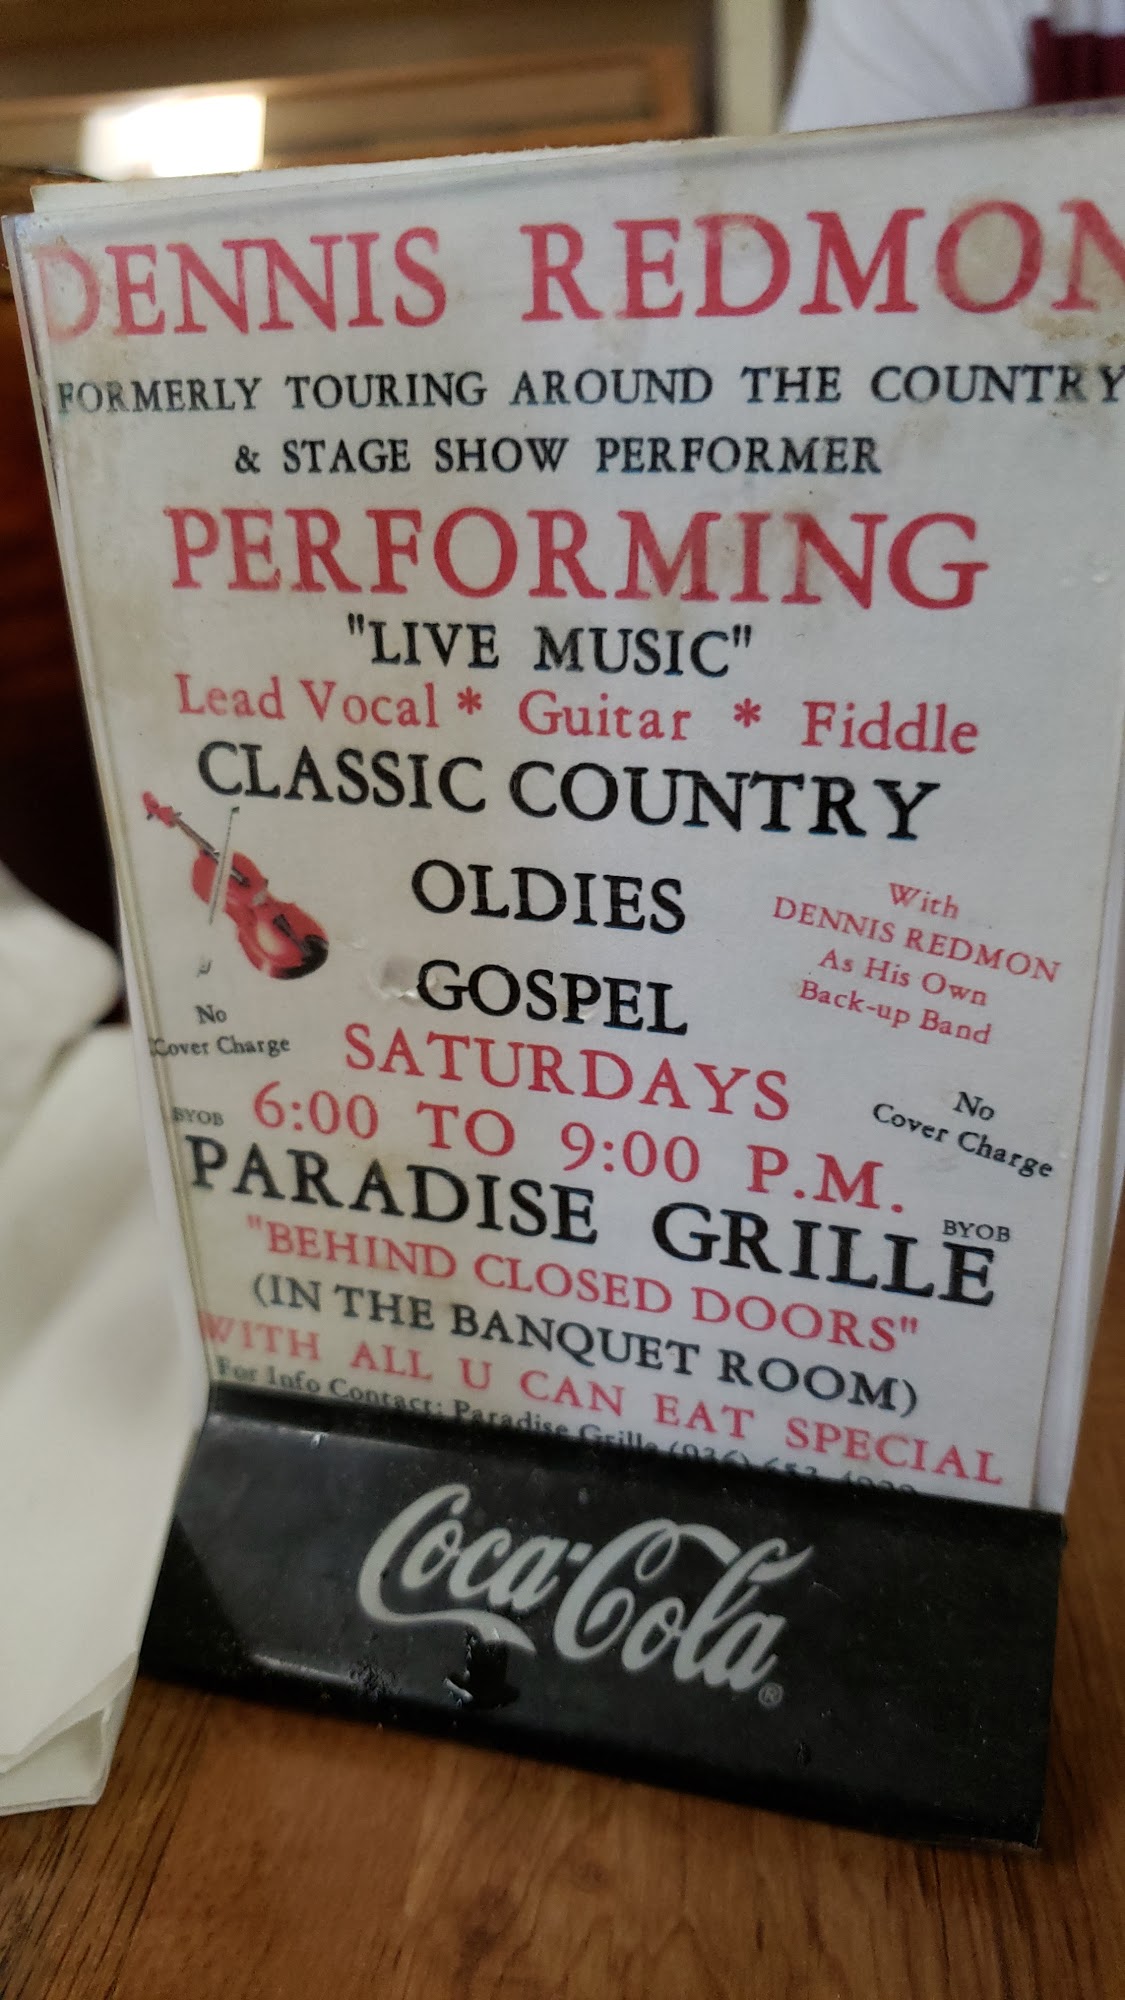 DENNIS REDMON
FORMERLY TOURING AROUND THE COUNTRY
& STAGE SHOW PERFORMER
PERFORMING
"LIVE MUSIC"
Lead Vocal * Guitar * Fiddle
CLASSIC COUNTRY
OLDIES
GOSPEL
With
DENNIS REDMON
As His Own
Back-up Band
No
Cover Charge
SATURDAYS
No
Cover Charge
BYOB 6:00 TO 9:00 P.M.
PARADISE GRILLE
BYOB
"BEHIND CLOSED DOORS"
(IN THE BANQUET ROOM)
WITH ALL U CAN EAT SPECIAL
For Info Contact: Paradise Grille (936)
Coca-Cola®